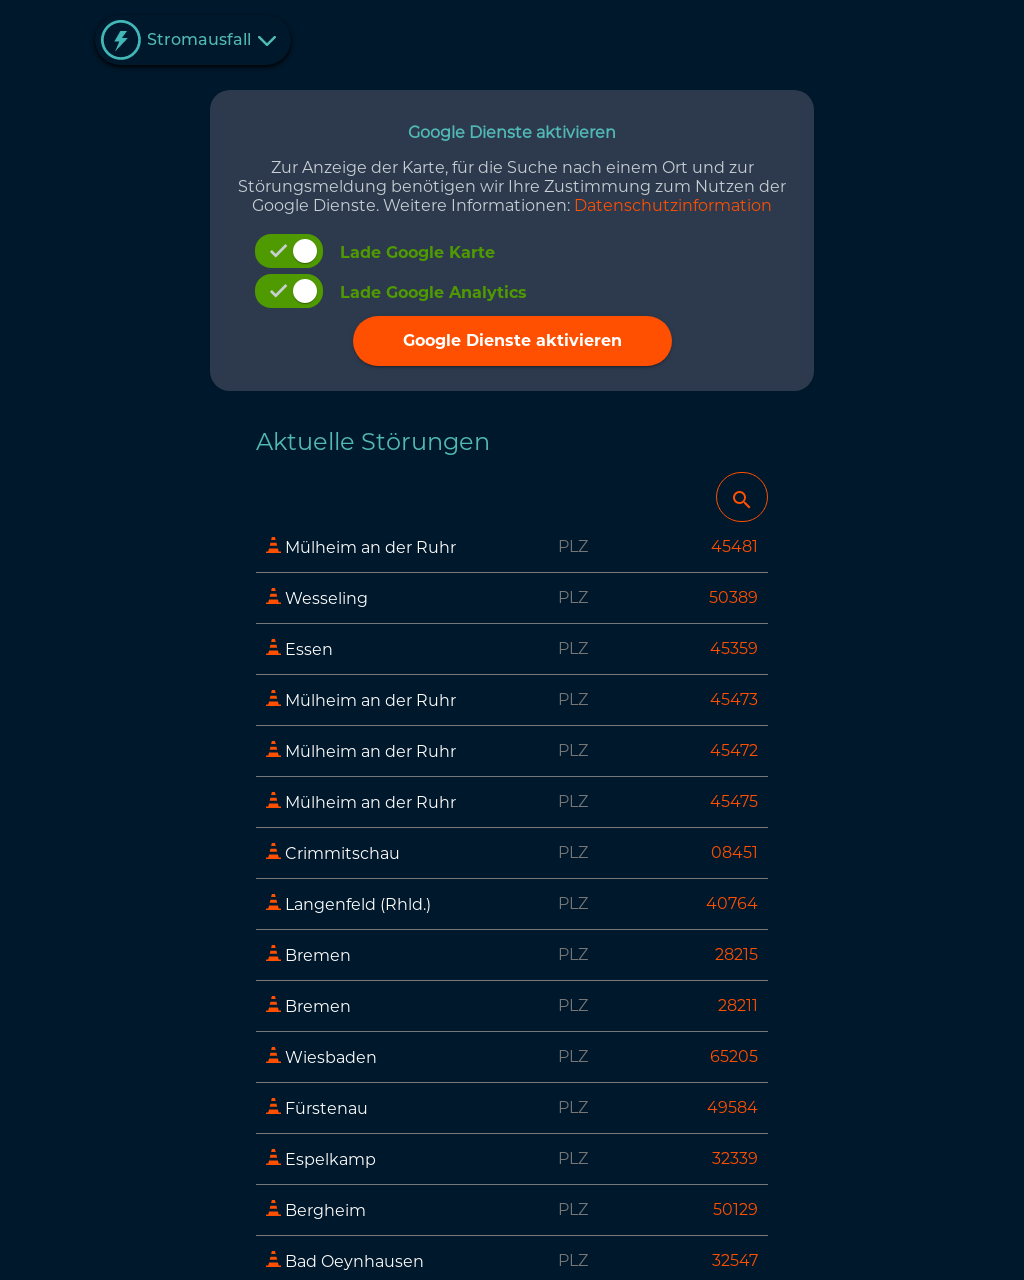 Stromausfall
Google Dienste aktivieren
Zur Anzeige der Karte, für die Suche nach einem Ort und zur
Störungsmeldung benötigen wir Ihre Zustimmung zum Nutzen der
Google Dienste. Weitere Informationen: Datenschutzinformation
Lade Google Karte
Lade Google Analytics
Google Dienste aktivieren
Aktuelle Störungen
Mülheim an der Ruhr PLZ 45481
Wesseling PLZ 50389
Essen PLZ 45359
Mülheim an der Ruhr PLZ 45473
Mülheim an der Ruhr PLZ 45472
Mülheim an der Ruhr PLZ 45475
Crimmitschau PLZ 08451
Langenfeld (Rhld.) PLZ 40764
Bremen PLZ 28215
Bremen PLZ 28211
Wiesbaden PLZ 65205
Fürstenau PLZ 49584
Espelkamp PLZ 32339
Bergheim PLZ 50129
Bad Oeynhausen PLZ 32547